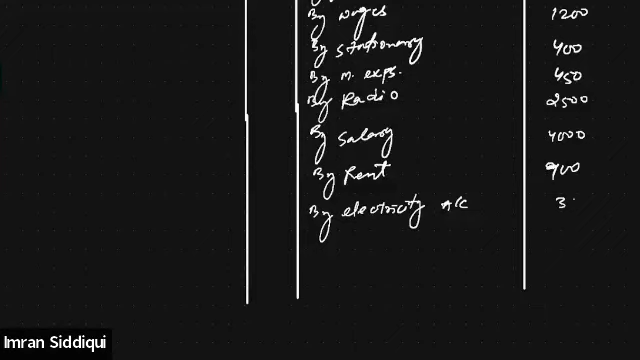 By wages 1200
By stationary 400
By m. exps. 450
By Radio 2500
By Salary 4000
By Rent 900
By electricity A/C 3
Imran Siddiqui